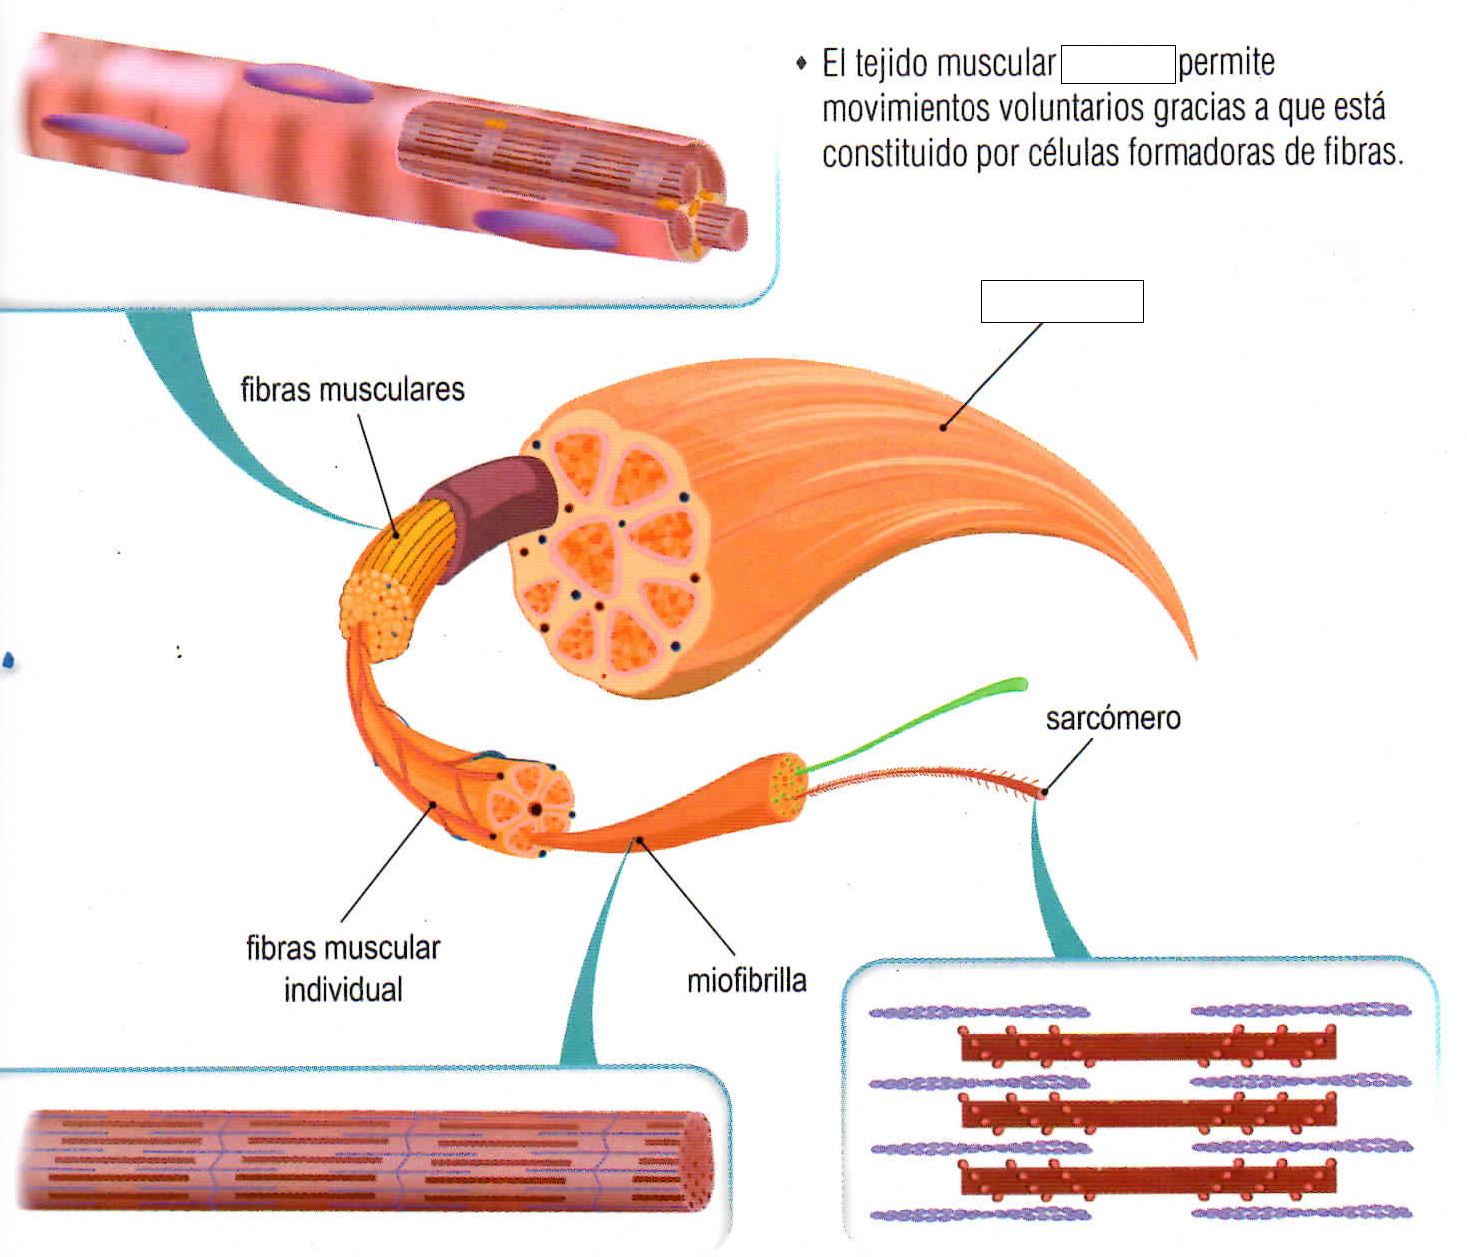 • El tejido muscular permite
movimientos voluntarios gracias a que está
constituido por células formadoras de fibras.
fibras musculares
sarcómero
fibras muscular
individual
miofibrilla